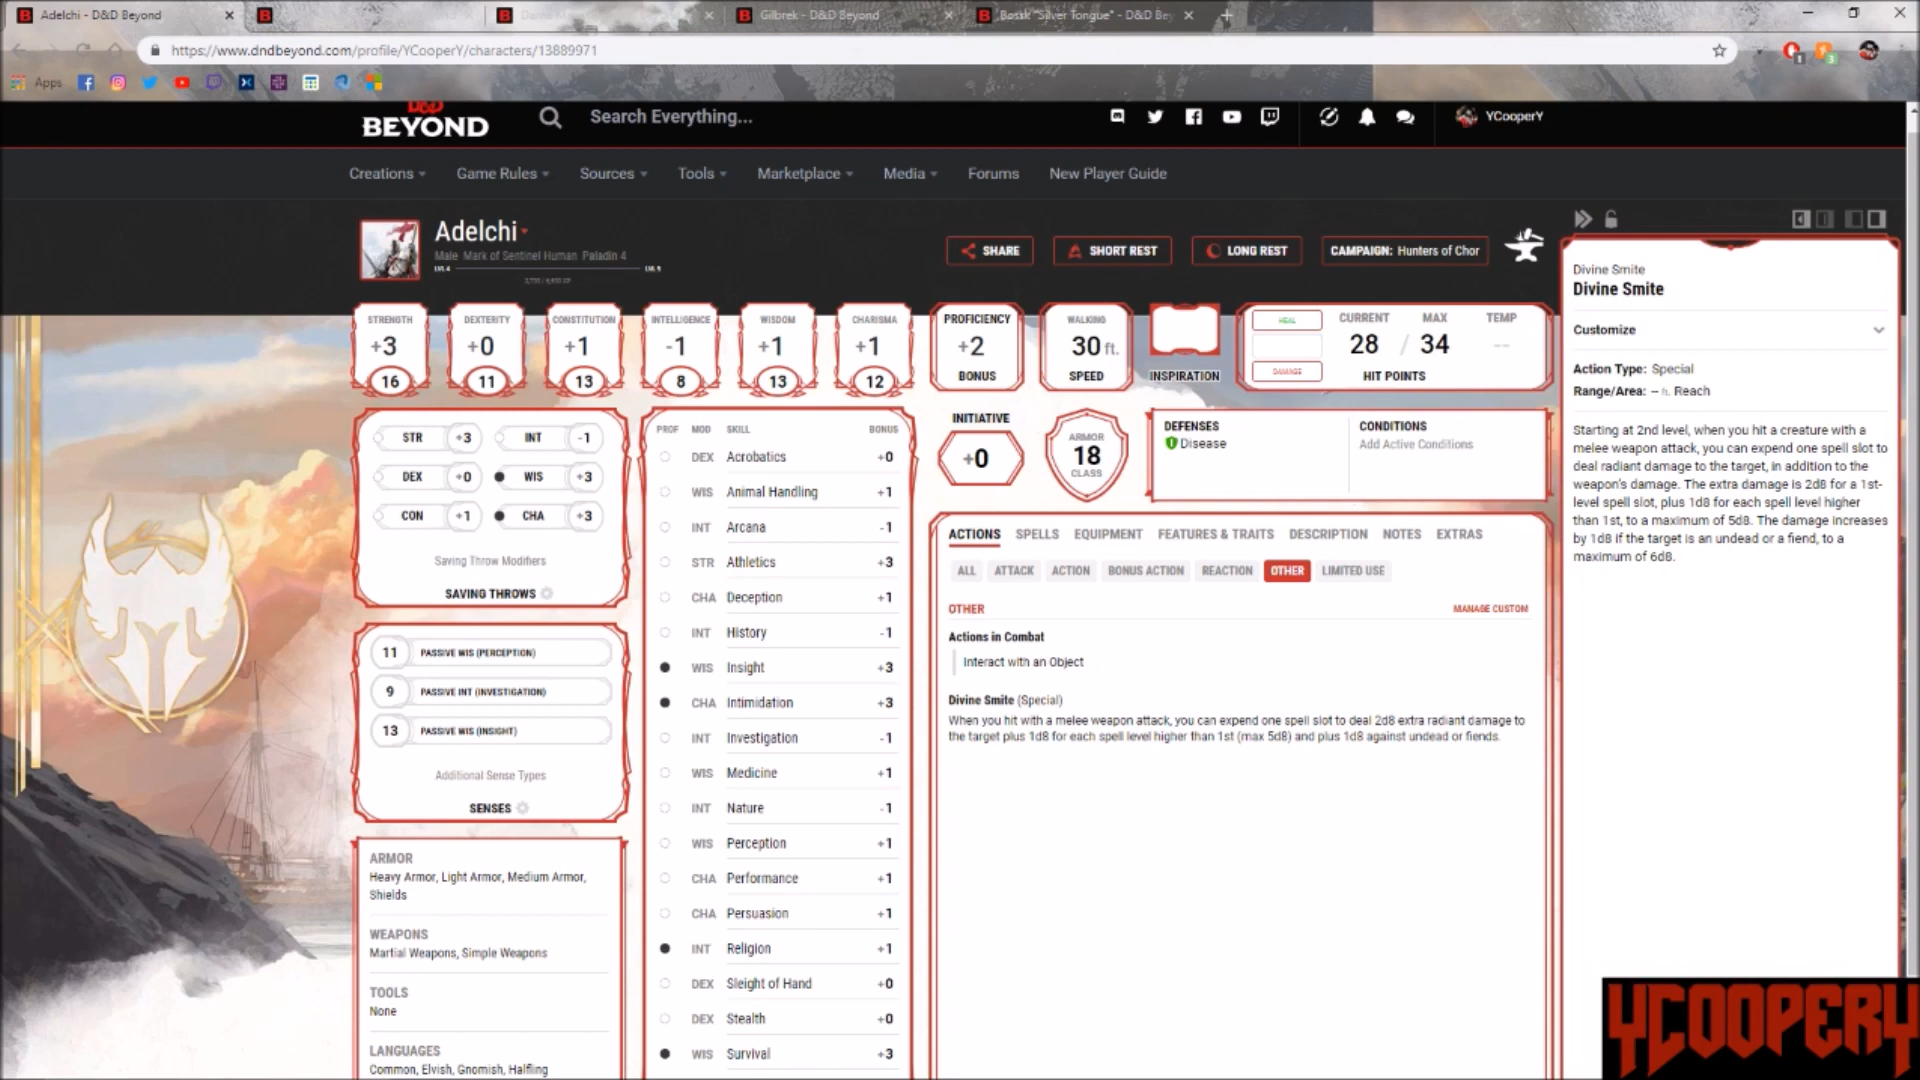 Adelchi - D&D Beyond
Gilbrek - D&D Beyond
Bossk "Silver Tongue" - D&D Bey
https://www.dndbeyond.com/profile/YCooperY/characters/13889971
Apps
D&D
BEYOND
Search Everything...
YCooperY
Creations
Game Rules
Sources
Tools
Marketplace
Media
Forums
New Player Guide
Adelchi
Male Mark of Sentinel Human Paladin 4
LVL 4
LVL 5
SHARE
SHORT REST
LONG REST
CAMPAIGN: Hunters of Chor
STRENGTH
+3
16
DEXTERITY
+0
11
CONSTITUTION
+1
13
INTELLIGENCE
-1
8
WISDOM
+1
13
CHARISMA
+1
12
PROFICIENCY
+2
BONUS
WALKING
30 ft.
SPEED
INSPIRATION
HEAL
DAMAGE
CURRENT
28
/
MAX
34
TEMP
--
HIT POINTS
STR +3
INT -1
DEX +0
WIS +3
CON +1
CHA +3
Saving Throw Modifiers
SAVING THROWS
11 PASSIVE WIS (PERCEPTION)
9 PASSIVE INT (INVESTIGATION)
13 PASSIVE WIS (INSIGHT)
Additional Sense Types
SENSES
ARMOR
Heavy Armor, Light Armor, Medium Armor,
Shields
WEAPONS
Martial Weapons, Simple Weapons
TOOLS
None
LANGUAGES
Common, Elvish, Gnomish, Halfling
PROF MOD SKILL BONUS
DEX Acrobatics +0
WIS Animal Handling +1
INT Arcana -1
STR Athletics +3
CHA Deception +1
INT History -1
WIS Insight +3
CHA Intimidation +3
INT Investigation -1
WIS Medicine +1
INT Nature -1
WIS Perception +1
CHA Performance +1
CHA Persuasion +1
INT Religion +1
DEX Sleight of Hand +0
DEX Stealth +0
WIS Survival +3
INITIATIVE
+0
ARMOR
18
CLASS
DEFENSES
Disease
CONDITIONS
Add Active Conditions
ACTIONS
SPELLS
EQUIPMENT
FEATURES & TRAITS
DESCRIPTION
NOTES
EXTRAS
ALL
ATTACK
ACTION
BONUS ACTION
REACTION
OTHER
LIMITED USE
OTHER
MANAGE CUSTOM
Actions in Combat
Interact with an Object
Divine Smite (Special)
When you hit with a melee weapon attack, you can expend one spell slot to deal 2d8 extra radiant damage to
the target plus 1d8 for each spell level higher than 1st (max 5d8) and plus 1d8 against undead or fiends.
Divine Smite
Divine Smite
Customize
Action Type: Special
Range/Area: -- ft. Reach
Starting at 2nd level, when you hit a creature with a
melee weapon attack, you can expend one spell slot to
deal radiant damage to the target, in addition to the
weapon's damage. The extra damage is 2d8 for a 1st-
level spell slot, plus 1d8 for each spell level higher
than 1st, to a maximum of 5d8. The damage increases
by 1d8 if the target is an undead or a fiend, to a
maximum of 6d8.
YCOOPERY